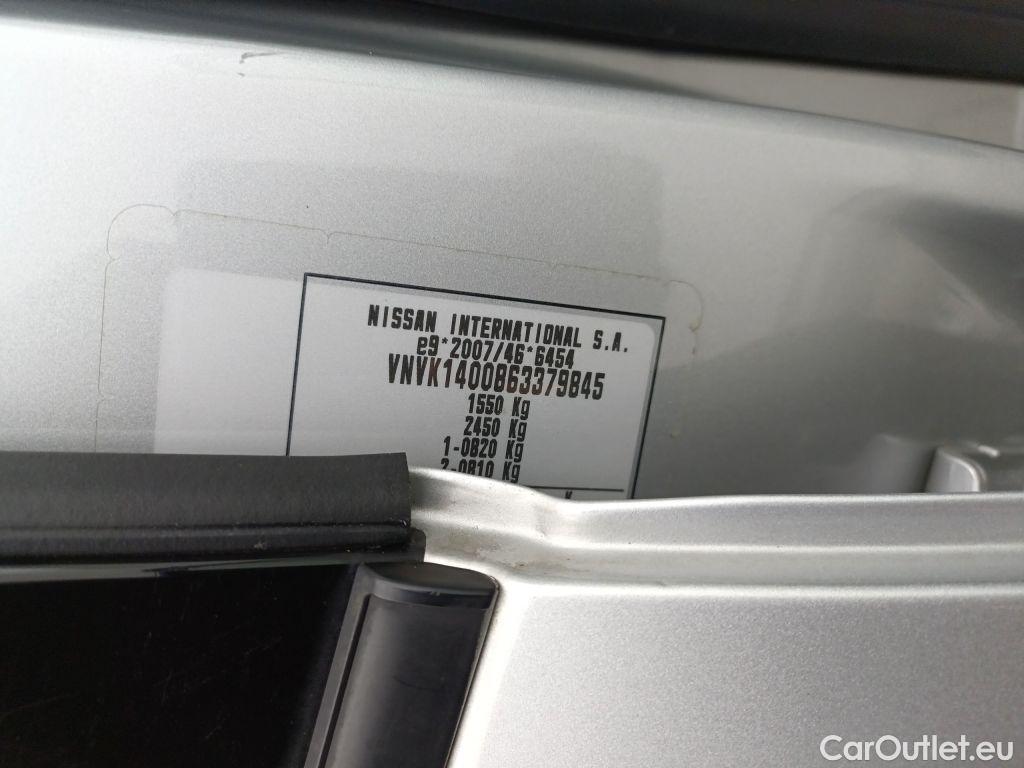 NISSAN INTERNATIONAL S.A.
e9*2007/46*6454
VNVK1400863379845
1550 Kg
2450 Kg
1-0820 Kg
2-0810 Kg
K
CarOutlet.eu